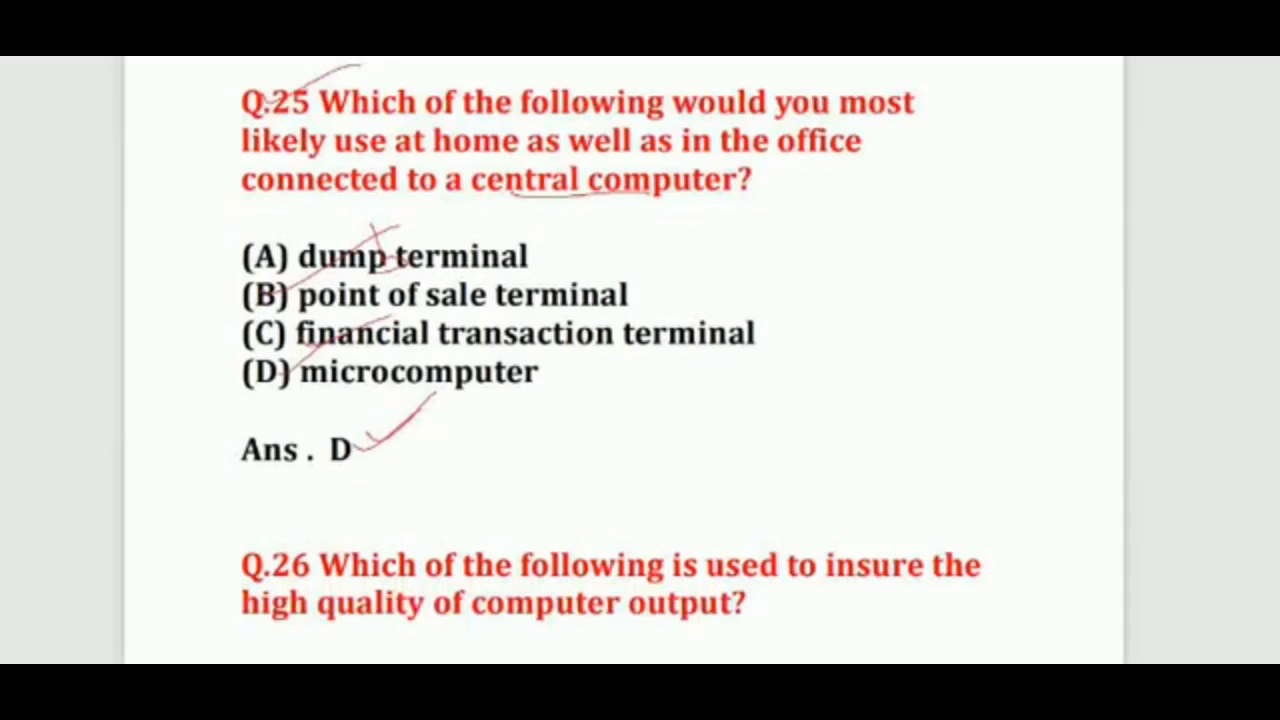 Q.25 Which of the following would you most
likely use at home as well as in the office
connected to a central computer?
(A) dump terminal
(B) point of sale terminal
(C) financial transaction terminal
(D) microcomputer
Ans . D
Q.26 Which of the following is used to insure the
high quality of computer output?